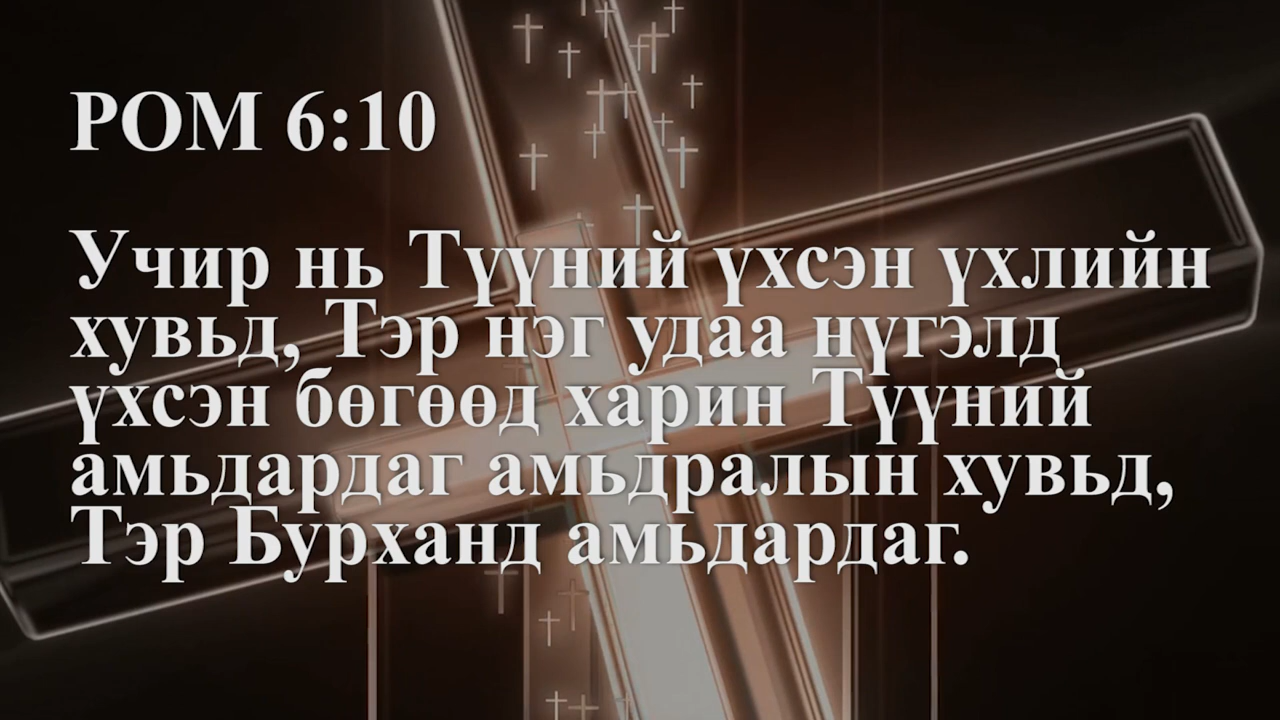 РОМ 6:10
Учир нь Түүний үхсэн үхлийн
хувьд, Тэр нэг удаа нүгэлд
үхсэн бөгөөд харин Түүний
амьдардаг амьдралын хувьд,
Тэр Бурханд амьдардаг.